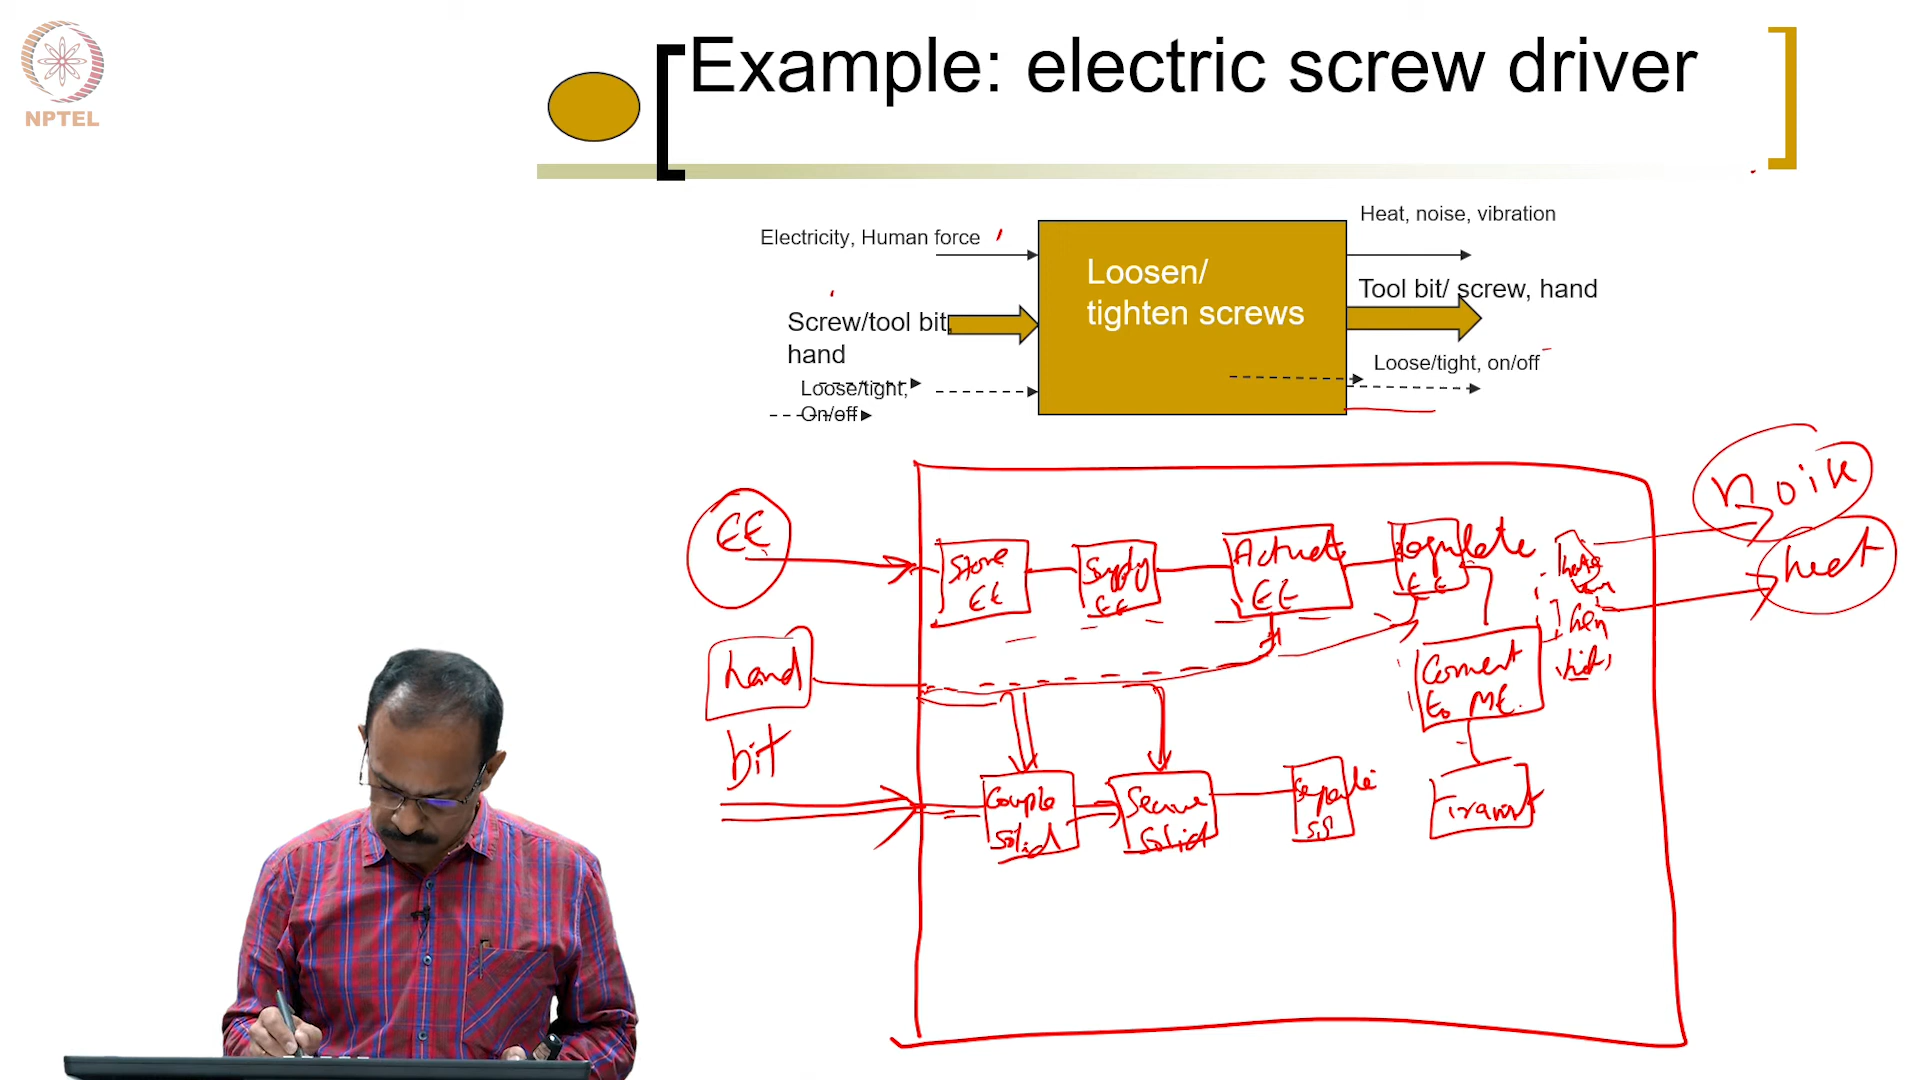 NPTEL
Example: electric screw driver
Electricity, Human force
Screw/tool bit,
hand
Loose/tight,
On/off
Loosen/
tighten screws
Heat, noise, vibration
Tool bit/ screw, hand
Loose/tight, on/off
EE
Store
EE
Supply
EE
Actuate
EE
Regulate
EE
heat
hand
Convert
to ME.
bit
Couple
Solid
Secure
Solid
Separate
Transmit